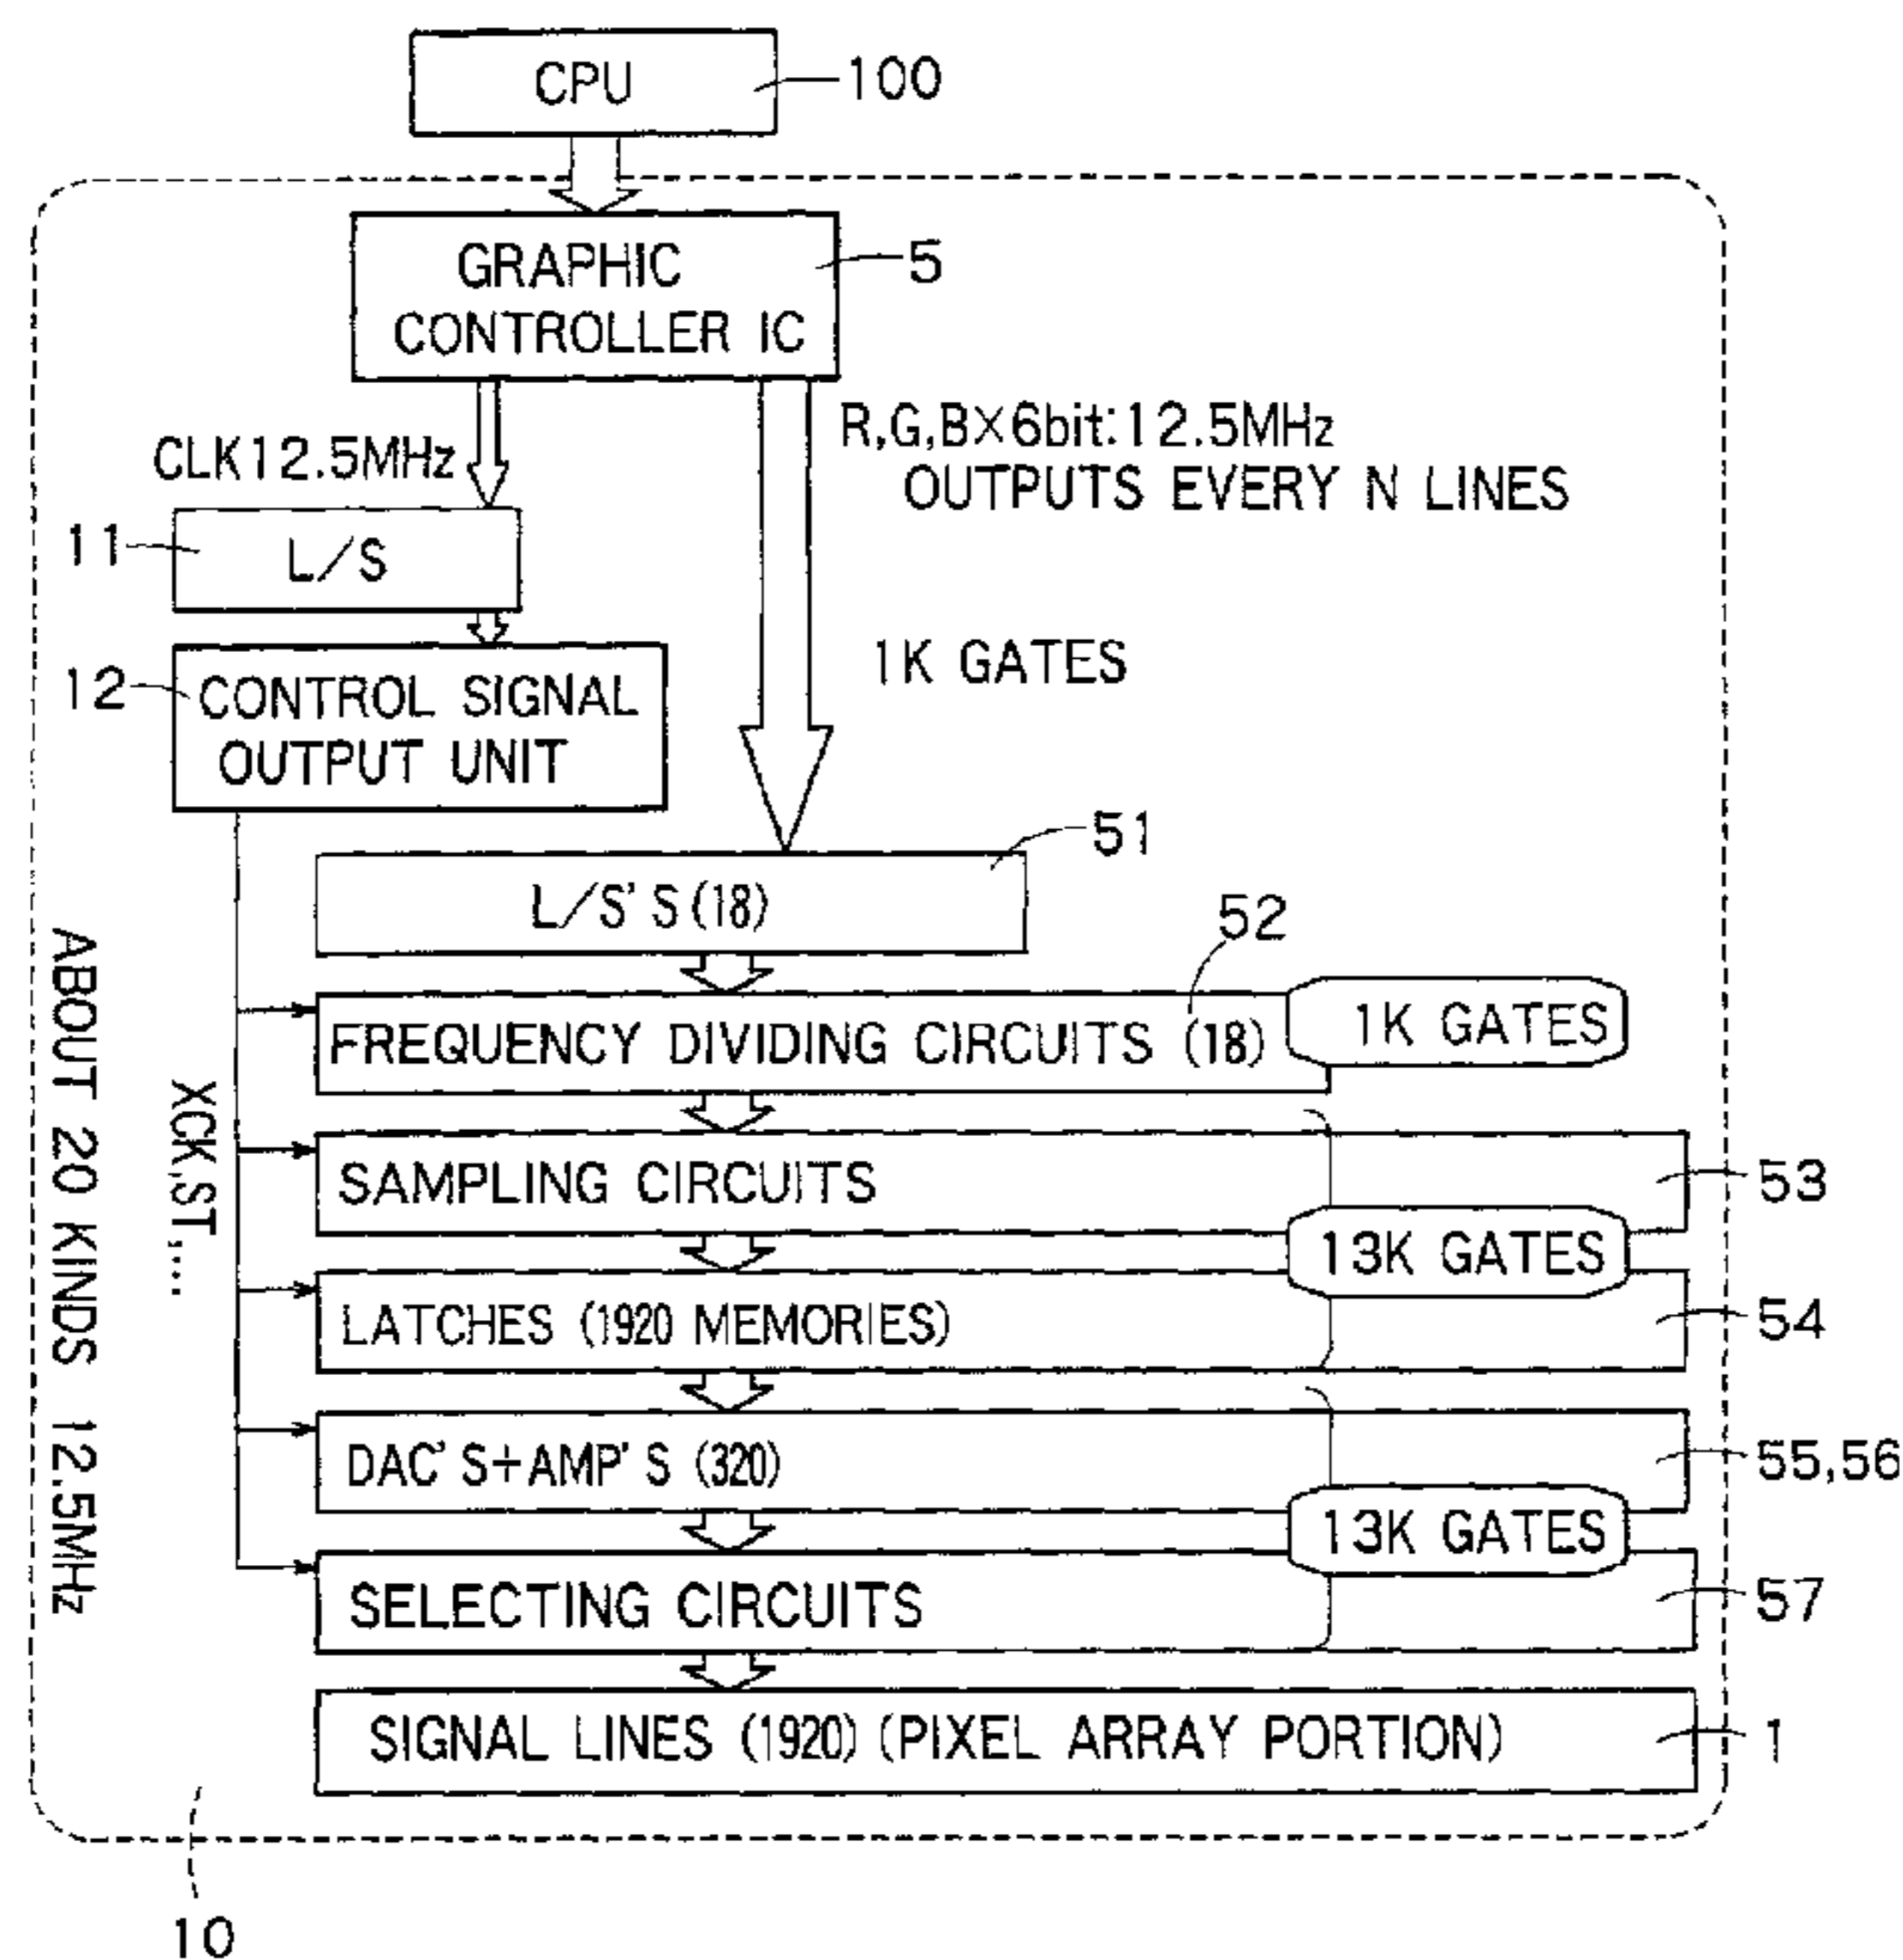 CPU
100
GRAPHIC
CONTROLLER IC
5
R,G,B×6bit:12.5MHz
OUTPUTS EVERY N LINES
CLK12.5MHz
11
L/S
1K GATES
12
CONTROL SIGNAL
OUTPUT UNIT
51
L/S'S(18)
52
FREQUENCY DIVIDING CIRCUITS (18)
1K GATES
SAMPLING CIRCUITS
53
13K GATES
LATCHES (1920 MEMORIES)
54
DAC'S+AMP'S (320)
55,56
13K GATES
SELECTING CIRCUITS
57
SIGNAL LINES (1920) (PIXEL ARRAY PORTION)
1
XCK,ST,....
ABOUT 20 KINDS 12.5MHz
10